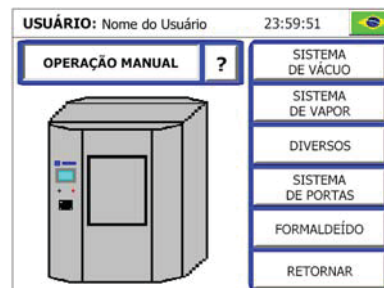 USUÁRIO: Nome do Usuário 23:59:51
OPERAÇÃO MANUAL ?
SISTEMA
DE VÁCUO
SISTEMA
DE VAPOR
DIVERSOS
SISTEMA
DE PORTAS
FORMALDEÍDO
RETORNAR